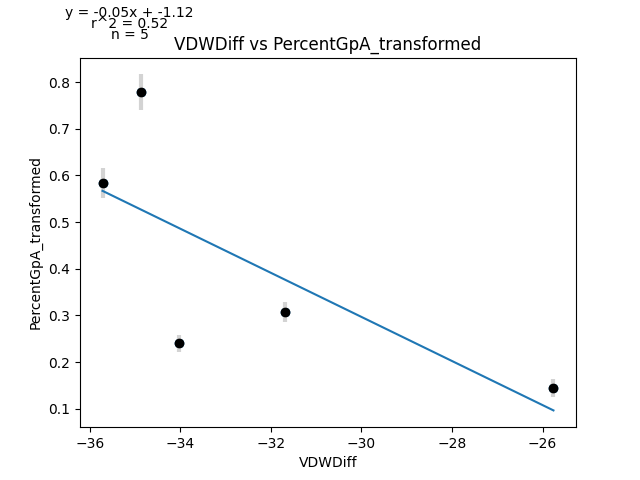 y = -0.05x + -1.12
r^2 = 0.52
n = 5
VDWDiff vs PercentGpA_transformed
PercentGpA_transformed
0.8
0.7
0.6
0.5
0.4
0.3
0.2
0.1
−36 −34 −32 −30 −28 −26
VDWDiff